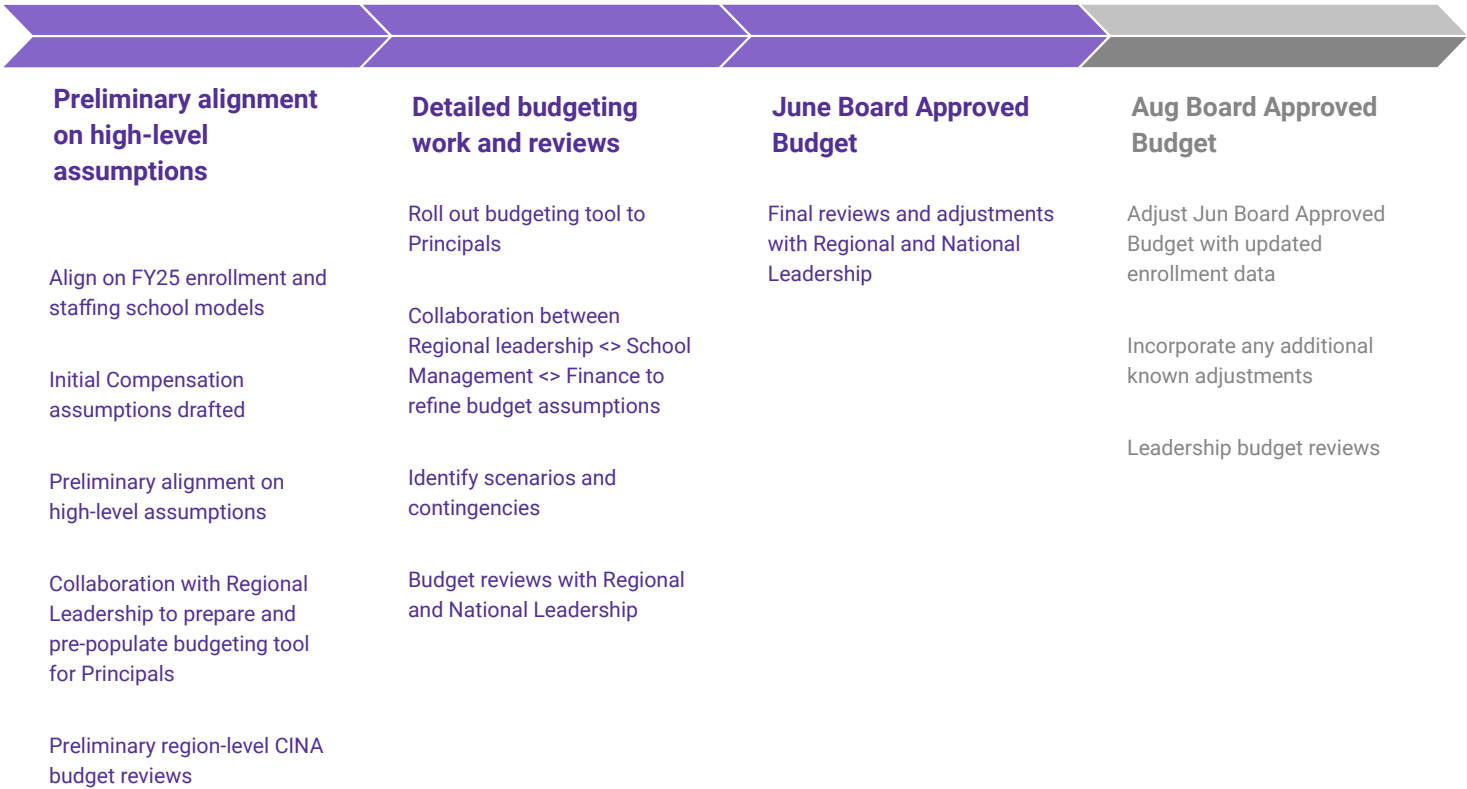 Preliminary alignment
on high-level
assumptions
Align on FY25 enrollment and
staffing school models
Initial Compensation
assumptions drafted
Preliminary alignment on
high-level assumptions
Collaboration with Regional
Leadership to prepare and
pre-populate budgeting tool
for Principals
Preliminary region-level CINA
budget reviews
Detailed budgeting
work and reviews
Roll out budgeting tool to
Principals
Collaboration between
Regional leadership <> School
Management <> Finance to
refine budget assumptions
Identify scenarios and
contingencies
Budget reviews with Regional
and National Leadership
June Board Approved
Budget
Final reviews and adjustments
with Regional and National
Leadership
Aug Board Approved
Budget
Adjust Jun Board Approved
Budget with updated
enrollment data
Incorporate any additional
known adjustments
Leadership budget reviews